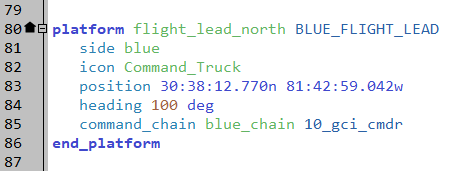 79
80 platform flight_lead_north BLUE_FLIGHT_LEAD
81 side blue
82 icon Command_Truck
83 position 30:38:12.770n 81:42:59.042w
84 heading 100 deg
85 command_chain blue_chain 10_gci_cmdr
86 end_platform
87